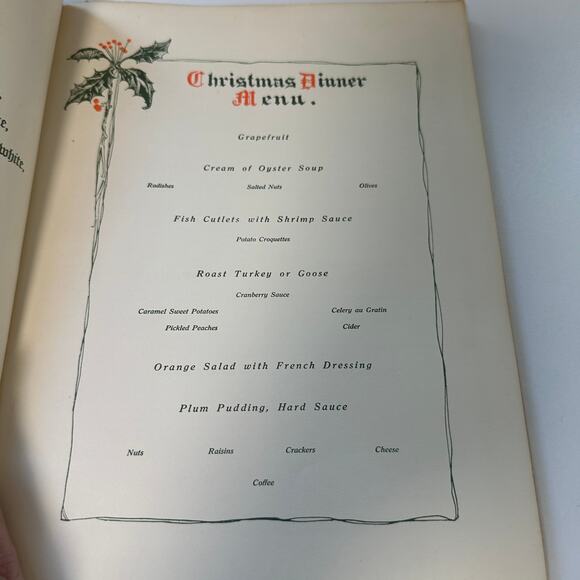 white,
Christmas Dinner
Menu.
Grapefruit
Cream of Oyster Soup
Radishes Salted Nuts Olives
Fish Cutlets with Shrimp Sauce
Potato Croquettes
Roast Turkey or Goose
Cranberry Sauce
Caramel Sweet Potatoes Celery au Gratin
Pickled Peaches Cider
Orange Salad with French Dressing
Plum Pudding, Hard Sauce
Nuts Raisins Crackers Cheese
Coffee